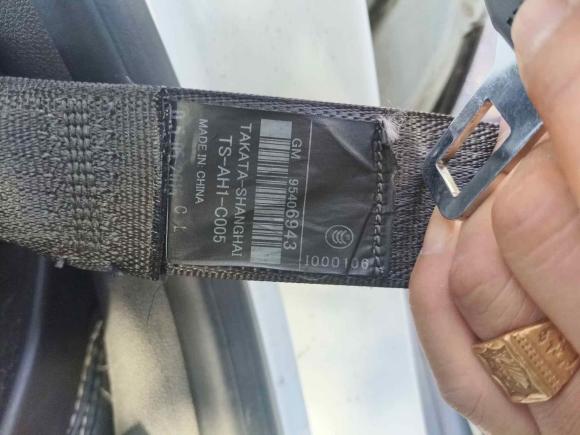 GM 95406943
TAKATA-SHANGHAI
TS-AH1-C005
MADE IN CHINA
I000106